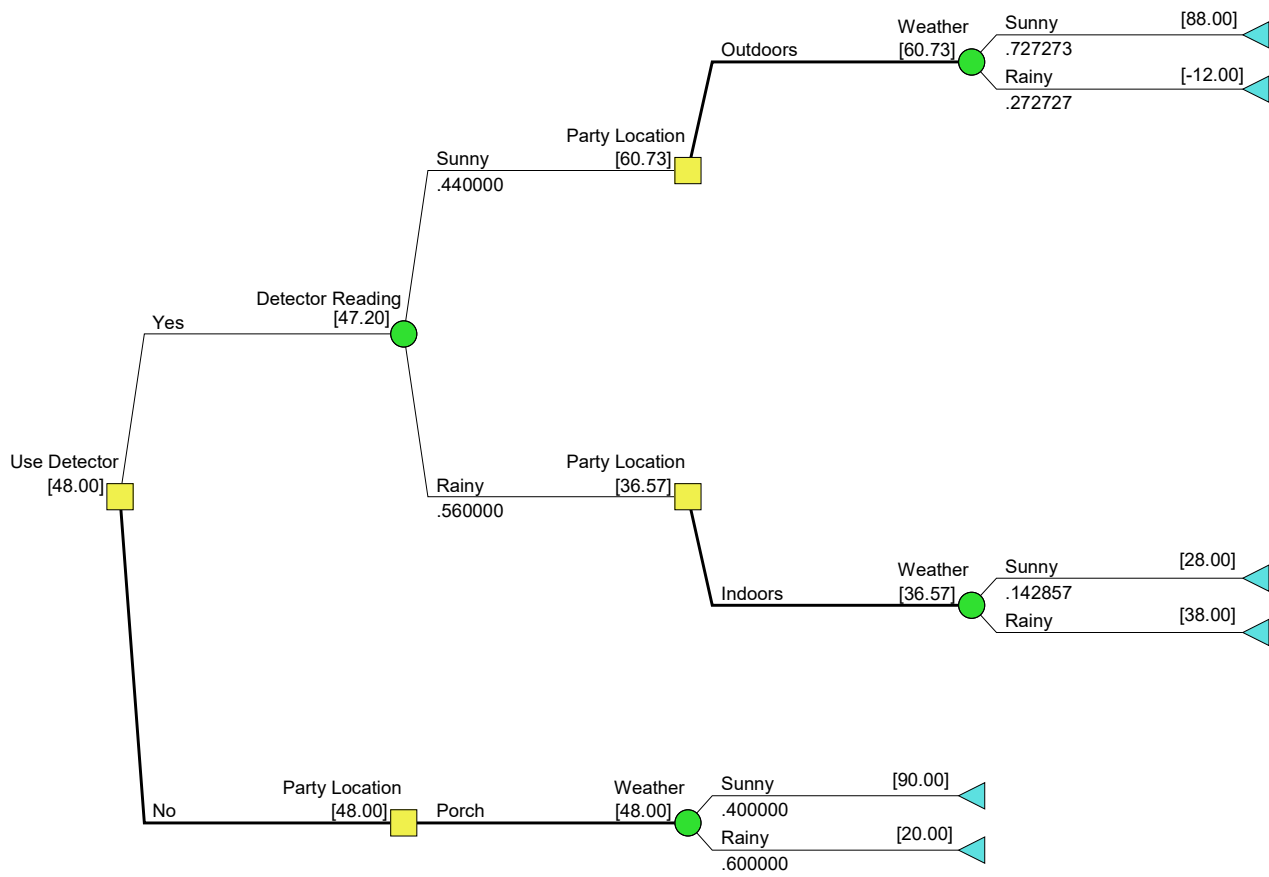 Weather
[60.73]
Outdoors
Sunny
[88.00]
.727273
Rainy
[-12.00]
.272727
Party Location
[60.73]
Sunny
.440000
Detector Reading
[47.20]
Yes
Use Detector
[48.00]
Party Location
[36.57]
Rainy
.560000
Weather
[36.57]
Indoors
Sunny
[28.00]
.142857
Rainy
[38.00]
Party Location
[48.00]
No
Porch
Weather
[48.00]
Sunny
[90.00]
.400000
Rainy
[20.00]
.600000